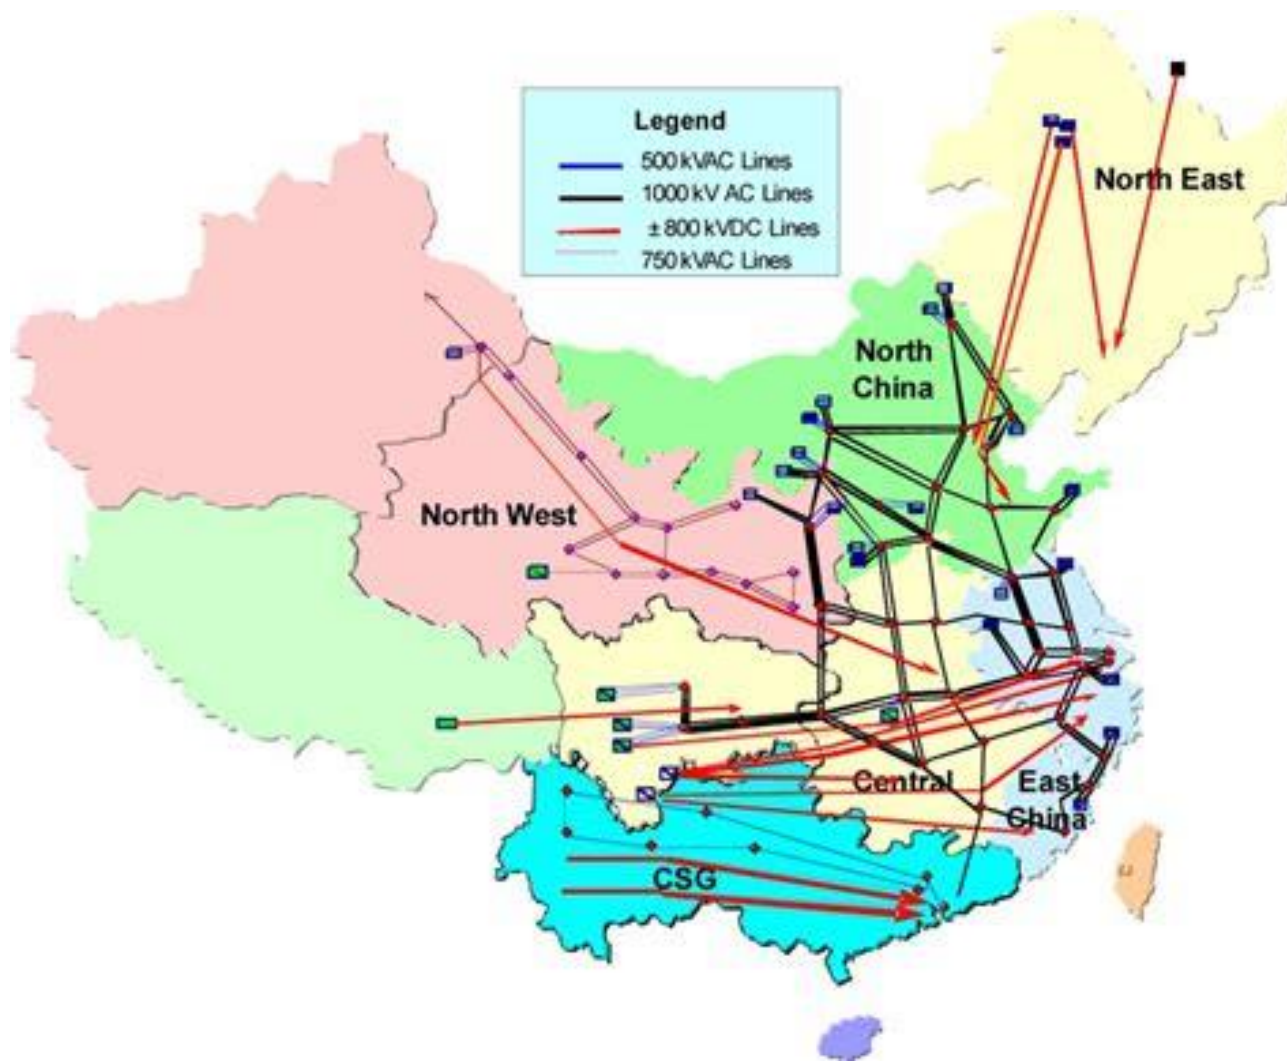 Legend
500 kVAC Lines
1000 kV AC Lines
± 800 kVDC Lines
750 kVAC Lines
North East
North
China
North West
Central
East
China
CSG